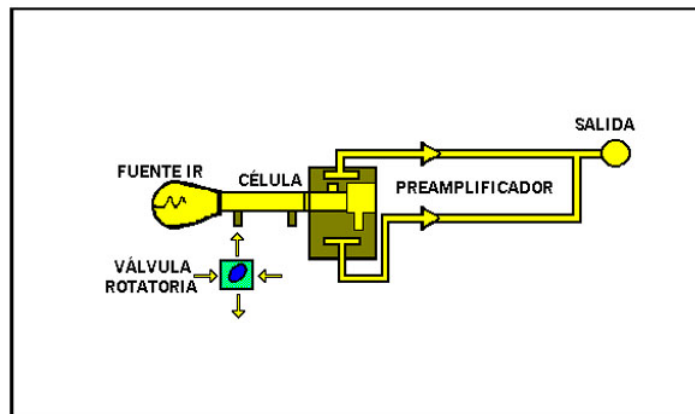 SALIDA
FUENTE IR
CÉLULA
PREAMPLIFICADOR
VÁLVULA
ROTATORIA